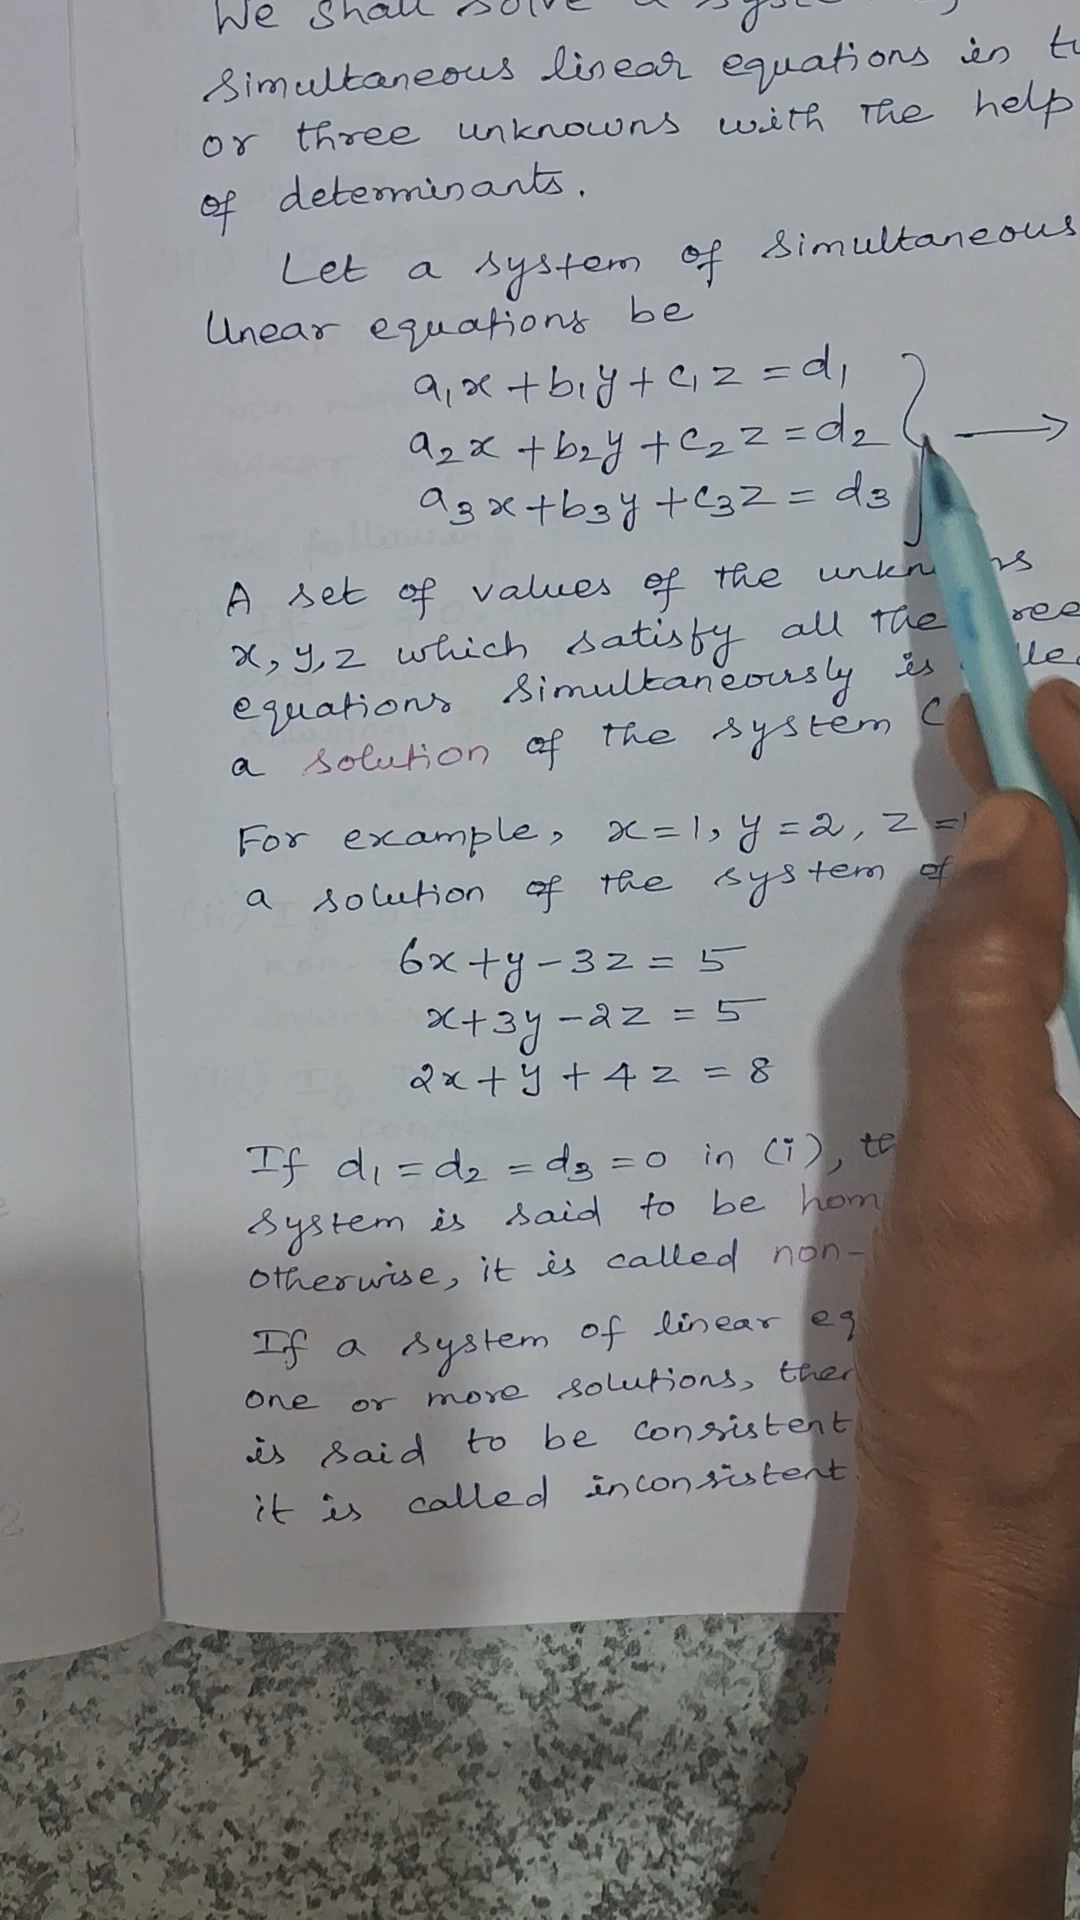 We shall solve a system
simultaneous linear equations in
or three unknowns with the help
of determinants.
Let a system of simultaneous
linear equations be
a₁x + b₁y + c₁z = d₁
a₂x + b₂y + c₂z = d₂
a₃x + b₃y + c₃z = d₃
A set of values of the
x, y, z which satisfy all the
equations simultaneously is
a solution of the system
For example, x = 1, y = 2, z =
a solution of the system of
6x + y - 3z = 5
x + 3y - 2z = 5
2x + y + 4z = 8
If d₁ = d₂ = d₃ = 0 in (i),
system is said to be hom
otherwise, it is called non-
If a system of linear eq
one or more solutions,
is said to be consistent
it is called inconsistent.